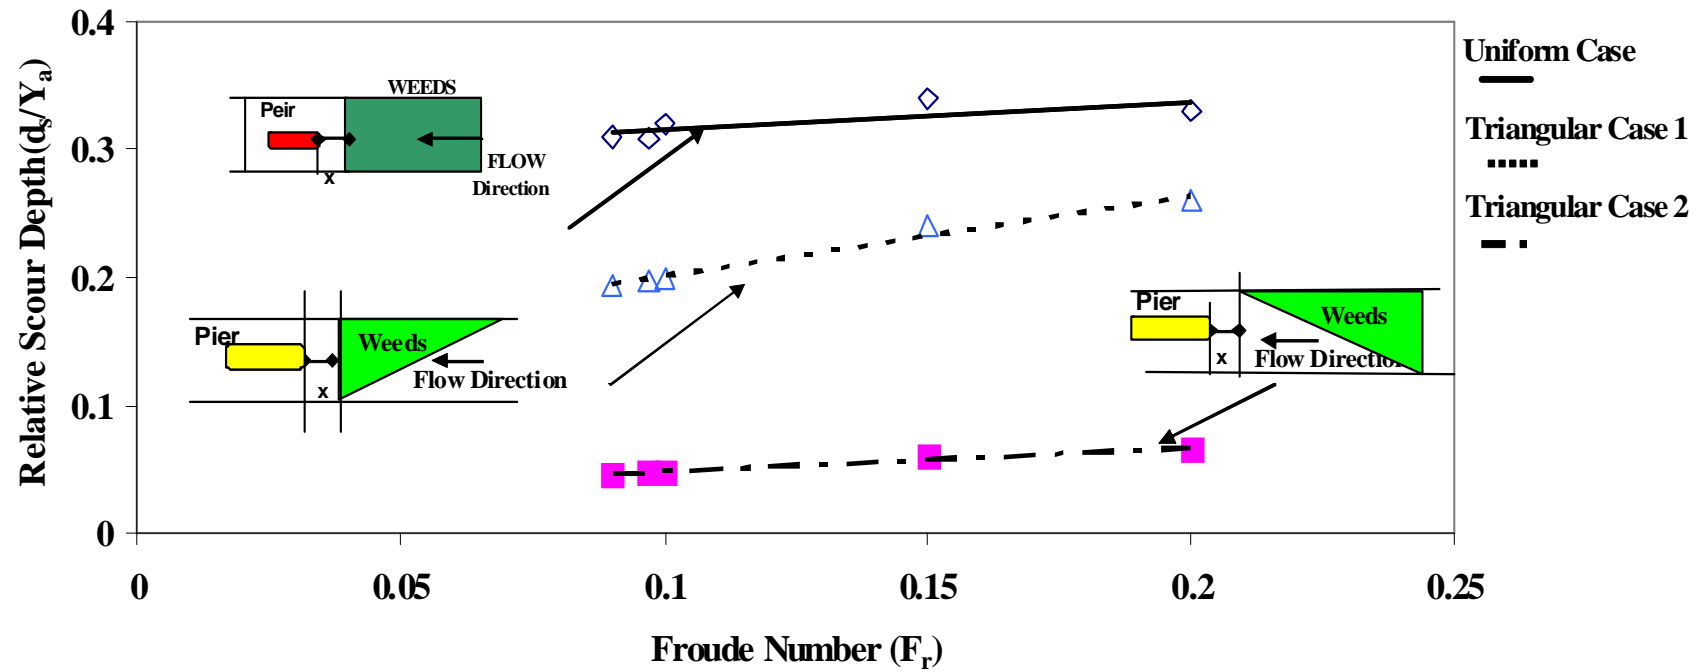 Relative Scour Depth(ds/Ya)
0.4
0.3
0.2
0.1
0
0
0.05
0.1
0.15
0.2
0.25
Froude Number (Fr)
WEEDS
Peir
x
FLOW
Direction
Pier
Weeds
x
Flow Direction
Pier
Weeds
x
Flow Directio
Uniform Case
Triangular Case 1
Triangular Case 2